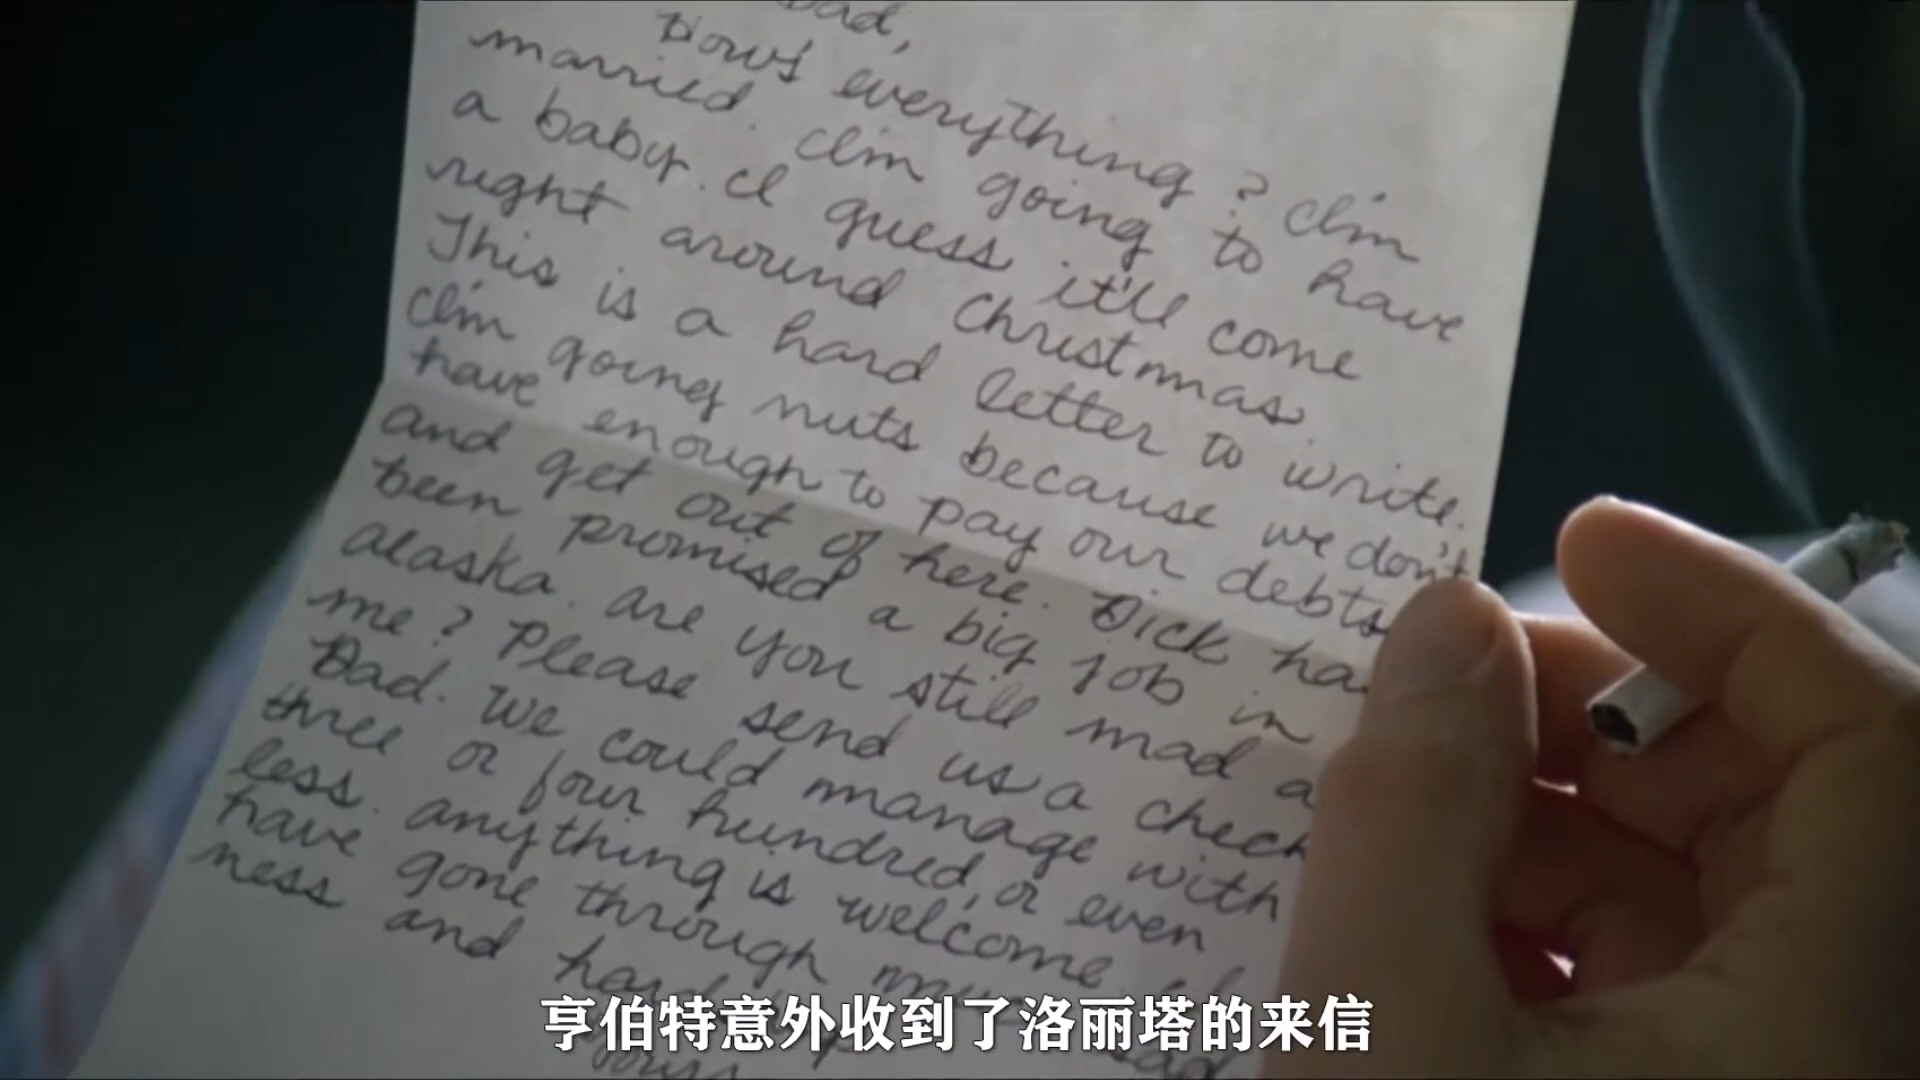 Dad,
How's everything? I'm
married. I'm going to have
a baby. I guess it'll come
right around Christmas.
This is a hard letter to write.
I'm going nuts because we don't
have enough to pay our debts
and get out of here. Dick ha
been promised a big job in
Alaska. Are you still mad a
me? Please send us a check
Dad. We could manage with
three or four hundred, or even
less. Anything is welcome. I
have gone through
ness and
亨伯特意外收到了洛丽塔的来信